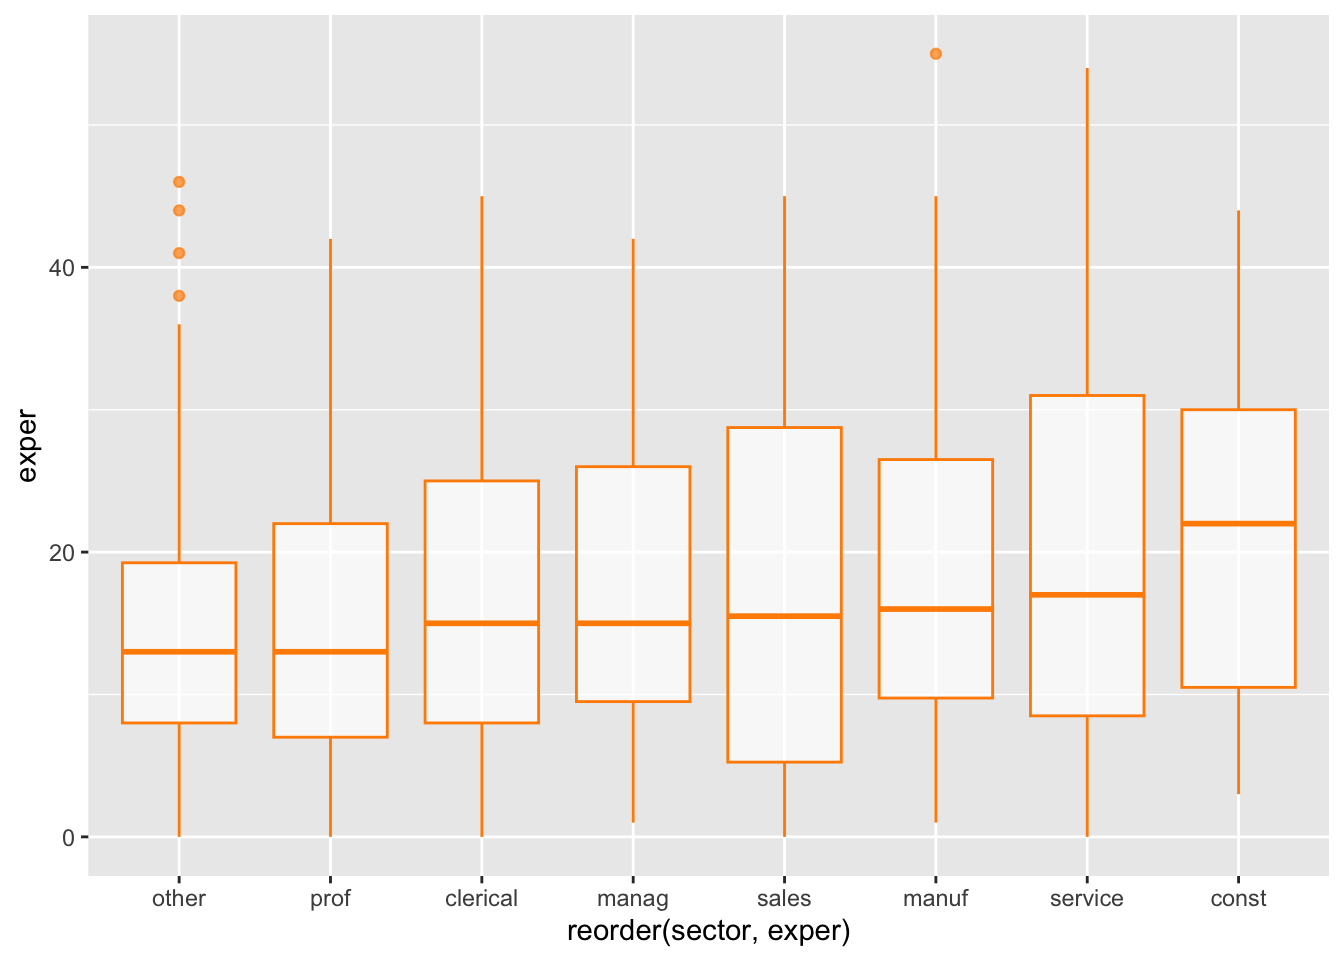 exper
40
20
0
other prof clerical manag sales manuf service const
reorder(sector, exper)